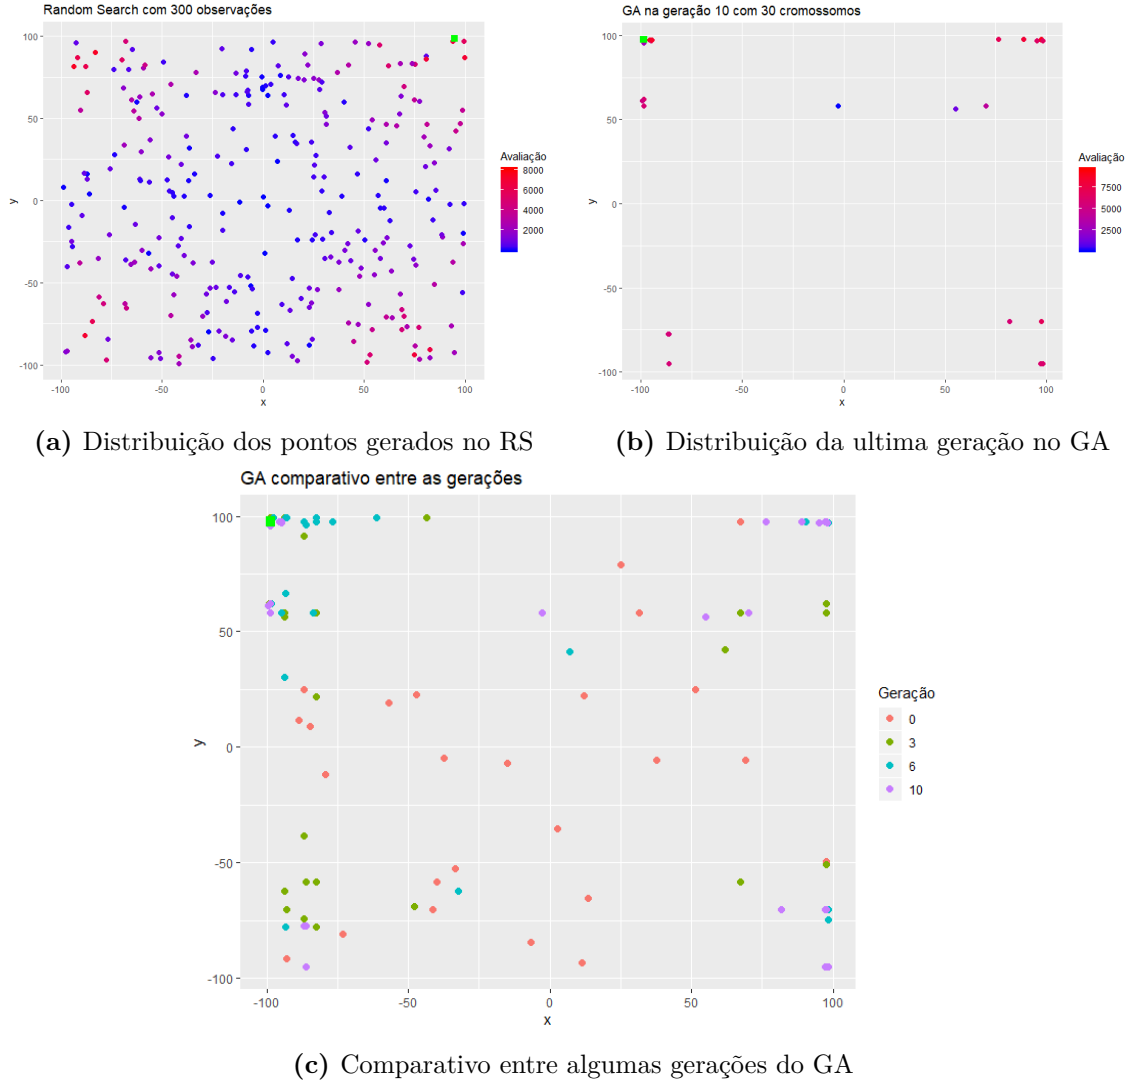 Random Search com 300 observações
100
50
0
-50
-100
y
-100 -50 0 50 100
x
Avaliação
8000
6000
4000
2000
(a) Distribuição dos pontos gerados no RS
GA na geração 10 com 30 cromossomos
100
50
0
-50
-100
y
-100 -50 0 50 100
x
Avaliação
7500
5000
2500
(b) Distribuição da ultima geração no GA
GA comparativo entre as gerações
100
50
0
-50
-100
y
-100 -50 0 50 100
x
Geração
0
3
6
10
(c) Comparativo entre algumas gerações do GA